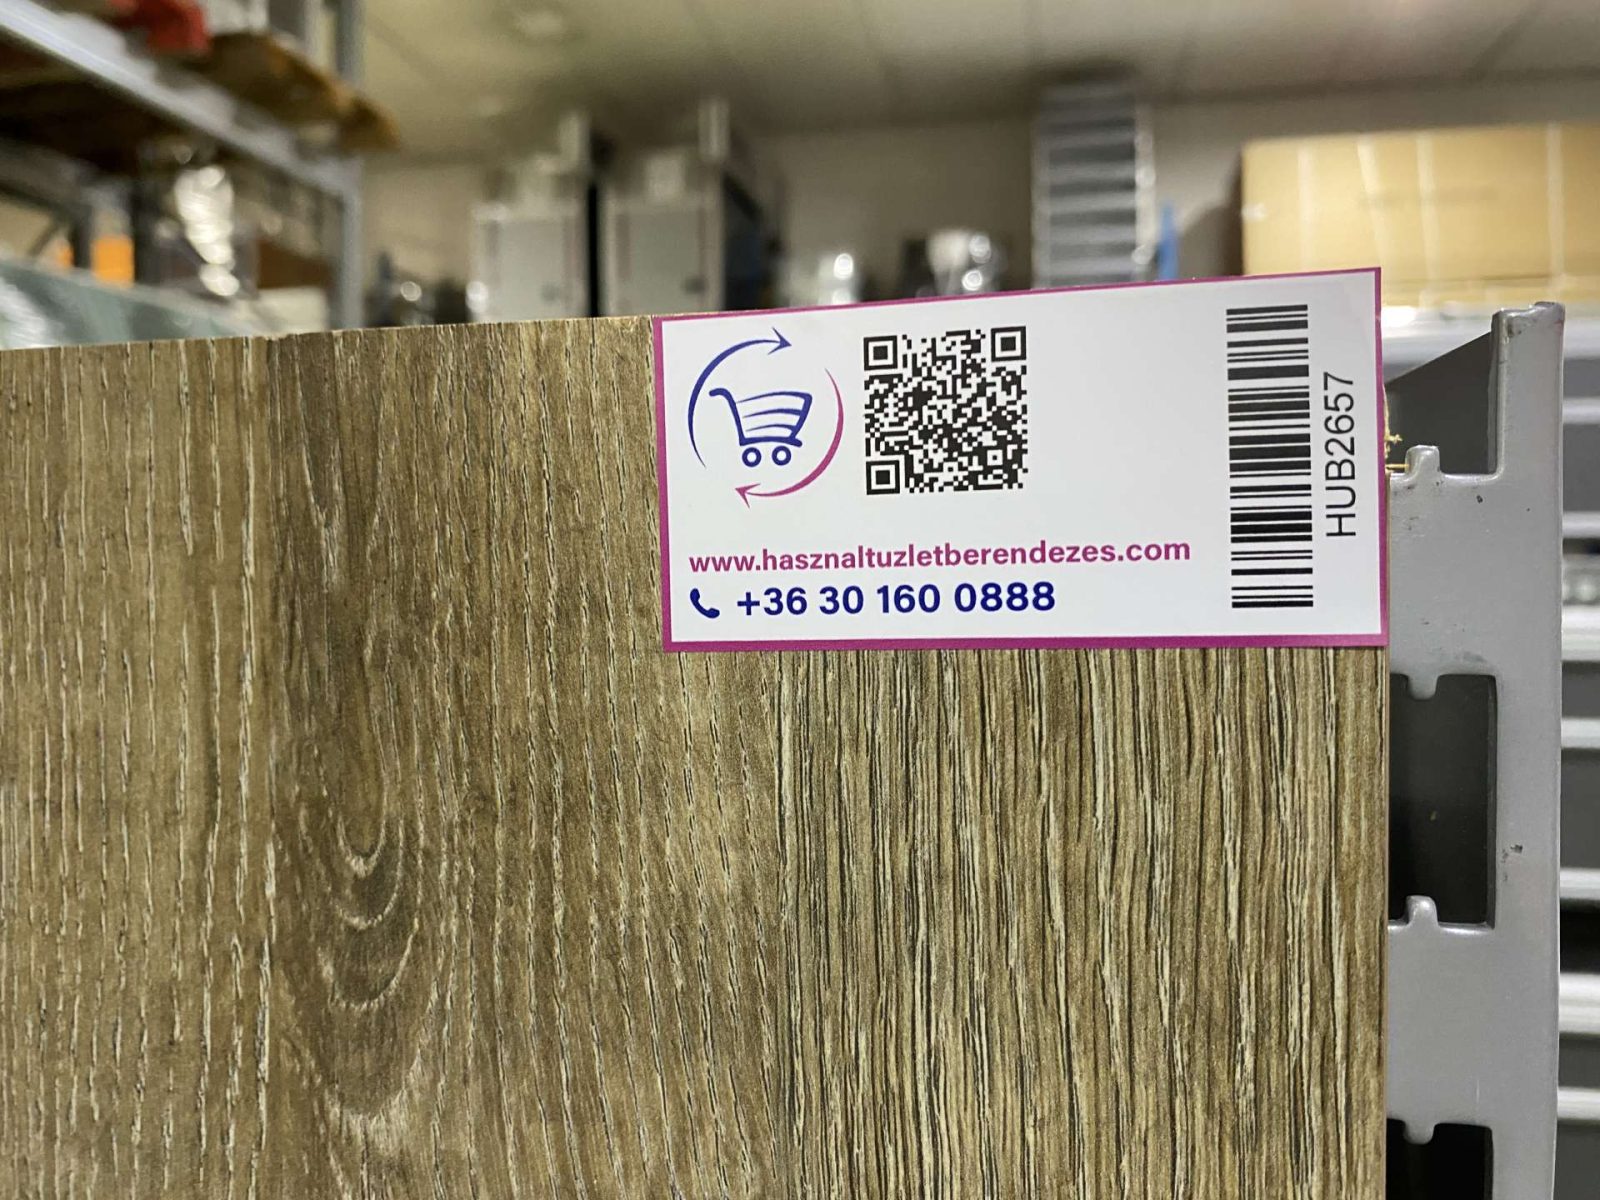 www.hasznaltuzletberendezes.com
+36 30 160 0888
HUB2657